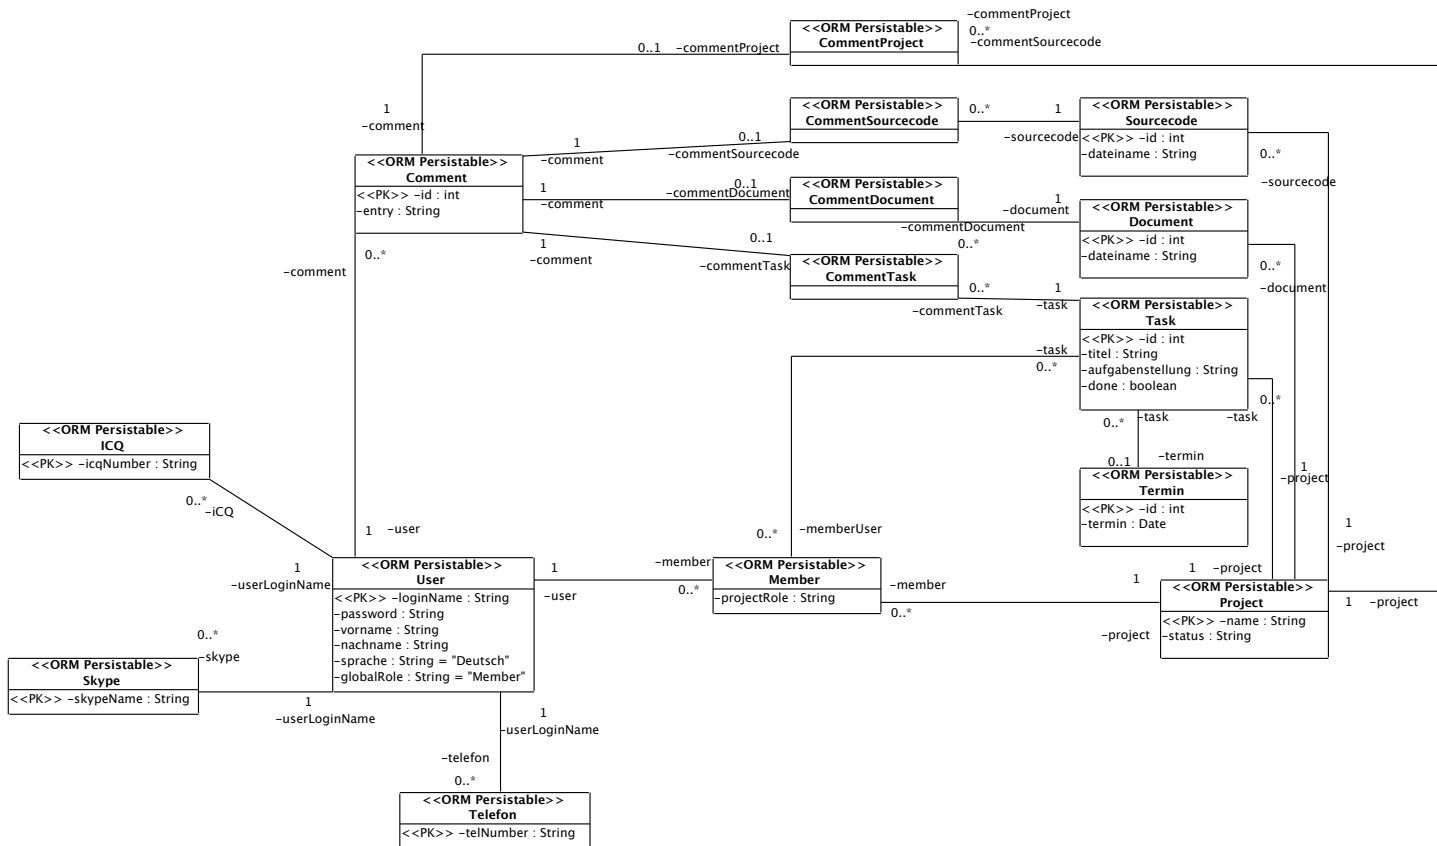 -commentProject
<<ORM Persistable>>
CommentProject
0..*
-commentSourcecode
0..1 -commentProject
1
-comment
<<ORM Persistable>>
CommentSourcecode
0..*
1
-sourcecode
<<ORM Persistable>>
Sourcecode
<<PK>> -id : int
-dateiname : String
0..*
-sourcecode
1
-comment
0..1
-commentSourcecode
<<ORM Persistable>>
Comment
<<PK>> -id : int
-entry : String
1
-comment
0..1
-commentDocument
<<ORM Persistable>>
CommentDocument
-commentDocument
0..*
1
-document
<<ORM Persistable>>
Document
<<PK>> -id : int
-dateiname : String
0..*
-document
0..*
-comment
1
-comment
0..1
-commentTask
<<ORM Persistable>>
CommentTask
0..*
-commentTask
1
-task
<<ORM Persistable>>
Task
<<PK>> -id : int
-titel : String
-aufgabenstellung : String
-done : boolean
-task
0..*
0..*
-task
0..*
-task
0..1
-termin
1
-project
<<ORM Persistable>>
Termin
<<PK>> -id : int
-termin : Date
<<ORM Persistable>>
ICQ
<<PK>> -icqNumber : String
0..*
-iCQ
1 -user
1
-userLoginName
0..*
-memberUser
1
-project
<<ORM Persistable>>
User
<<PK>> -loginName : String
-password : String
-vorname : String
-nachname : String
-sprache : String = "Deutsch"
-globalRole : String = "Member"
1
-user
-member
0..*
<<ORM Persistable>>
Member
-projectRole : String
-member
0..*
1
-project
1 -project
<<ORM Persistable>>
Project
<<PK>> -name : String
-status : String
1 -project
0..*
-skype
<<ORM Persistable>>
Skype
<<PK>> -skypeName : String
1
-userLoginName
1
-userLoginName
-telefon
0..*
<<ORM Persistable>>
Telefon
<<PK>> -telNumber : String